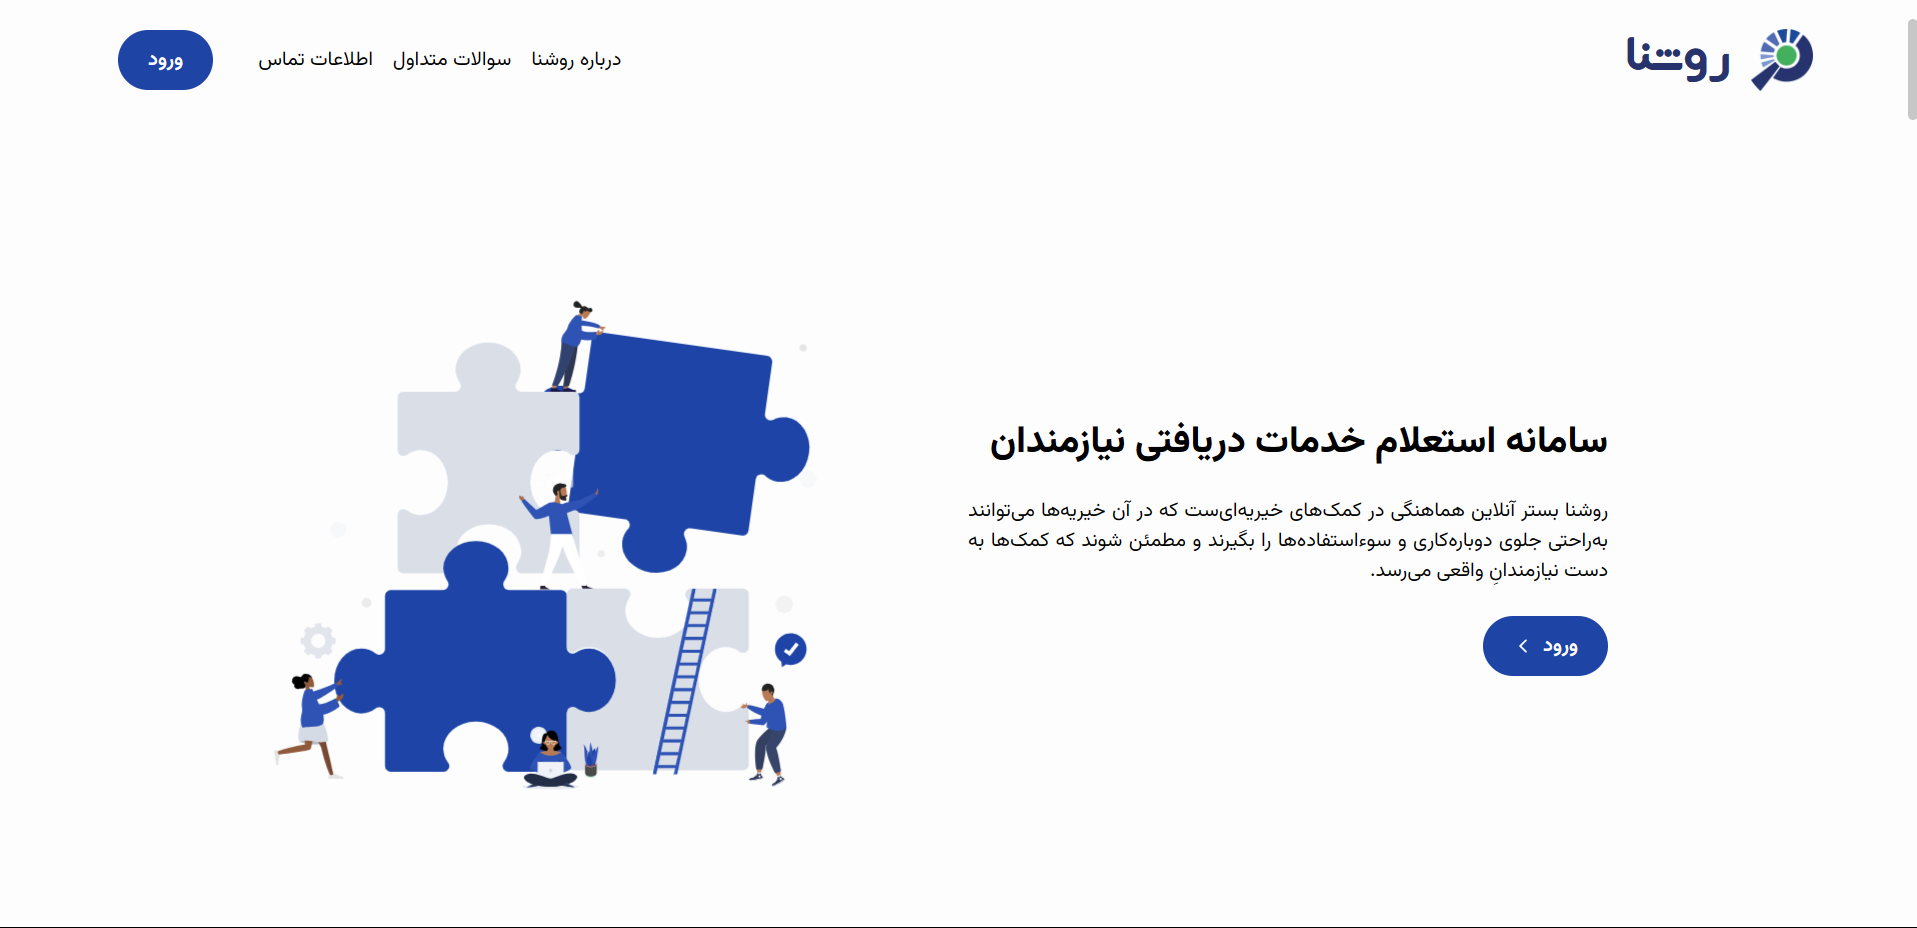 روشنا
درباره روشنا
سوالات متداول
اطلاعات تماس
ورود
سامانه استعلام خدمات دریافتی نیازمندان
روشنا بستر آنلاین هماهنگی در کمک‌های خیریه‌ای‌ست که در آن خیریه‌ها می‌توانند
به‌راحتی جلوی دوباره‌کاری و سوءاستفاده‌ها را بگیرند و مطمئن شوند که کمک‌ها به
دست نیازمندانِ واقعی می‌رسد.
ورود